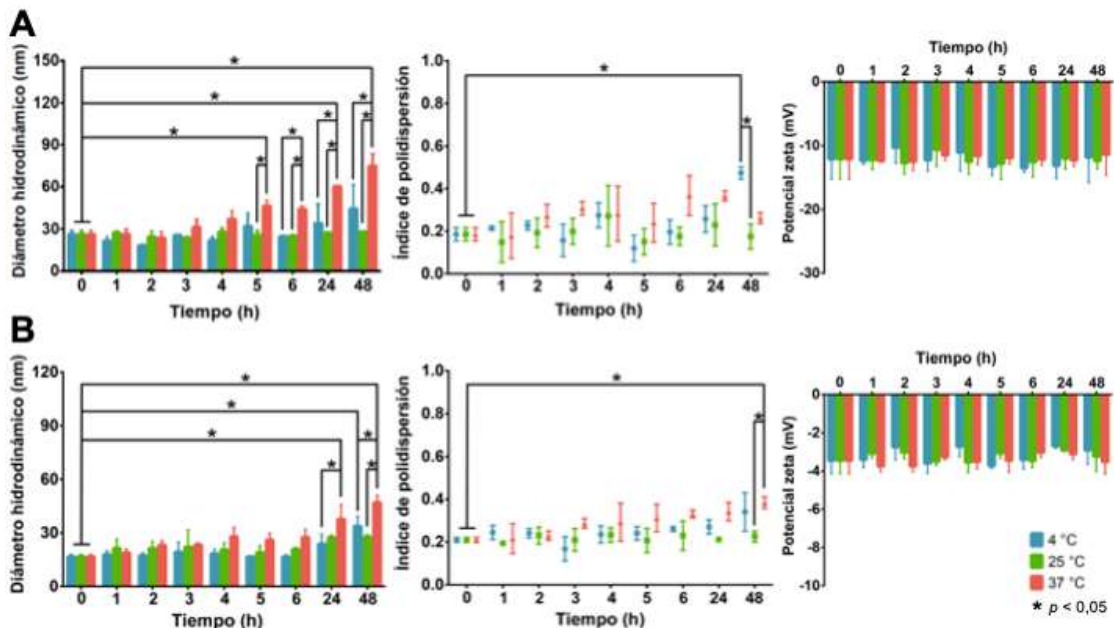 A
Diámetro hidrodinámico (nm)
150
120
90
60
30
0
* * * * * * * * * *
0 1 2 3 4 5 6 24 48
Tiempo (h)
Índice de polidispersión
1.0
0.8
0.6
0.4
0.2
0.0
* *
0 1 2 3 4 5 6 24 48
Tiempo (h)
Tiempo (h)
0 1 2 3 4 5 6 24 48
Potencial zeta (mV)
0
-10
-20
-30
B
Diámetro hidrodinámico (nm)
120
90
60
30
0
* * * * * *
0 1 2 3 4 5 6 24 48
Tiempo (h)
Índice de polidispersión
1.0
0.8
0.6
0.4
0.2
0.0
* *
0 1 2 3 4 5 6 24 48
Tiempo (h)
Tiempo (h)
0 1 2 3 4 5 6 24 48
Potencial zeta (mV)
0
-2
-4
-6
-8
-10
4 °C
25 °C
37 °C
* p < 0,05